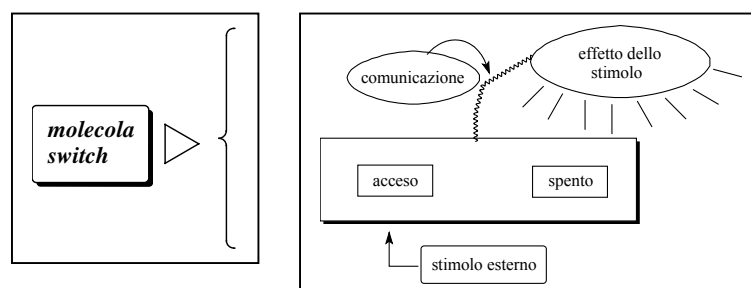 molecola
switch
comunicazione
effetto dello
stimolo
acceso
spento
stimolo esterno